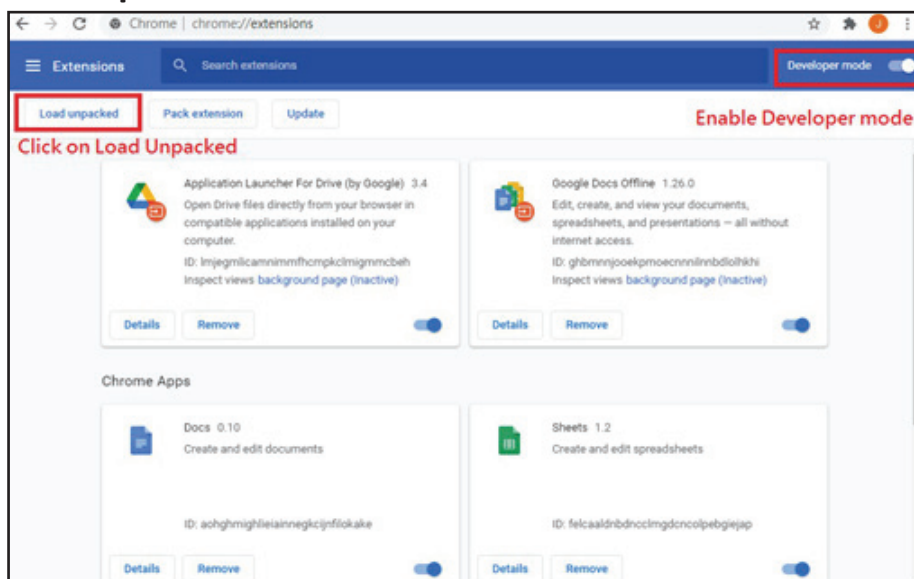 Chrome | chrome://extensions
J
Extensions
Search extensions
Developer mode
Load unpacked
Pack extension
Update
Enable Developer mode
Click on Load Unpacked
Application Launcher For Drive (by Google) 3.4
Open Drive files directly from your browser in
compatible applications installed on your
computer.
ID: lmjegmlicamnimmfhcmpkclmigmmcbeh
Inspect views background page (Inactive)
Details
Remove
Google Docs Offline 1.26.0
Edit, create, and view your documents,
spreadsheets, and presentations — all without
internet access.
ID: ghbmnnjooekpmoecnnnilnnbdlolhkhi
Inspect views background page (Inactive)
Details
Remove
Chrome Apps
Docs 0.10
Create and edit documents
ID: aohghmighlieiainnegkcijnfilokake
Details
Remove
Sheets 1.2
Create and edit spreadsheets
ID: felcaaldnbdncclmgdcncolpebgiejap
Details
Remove